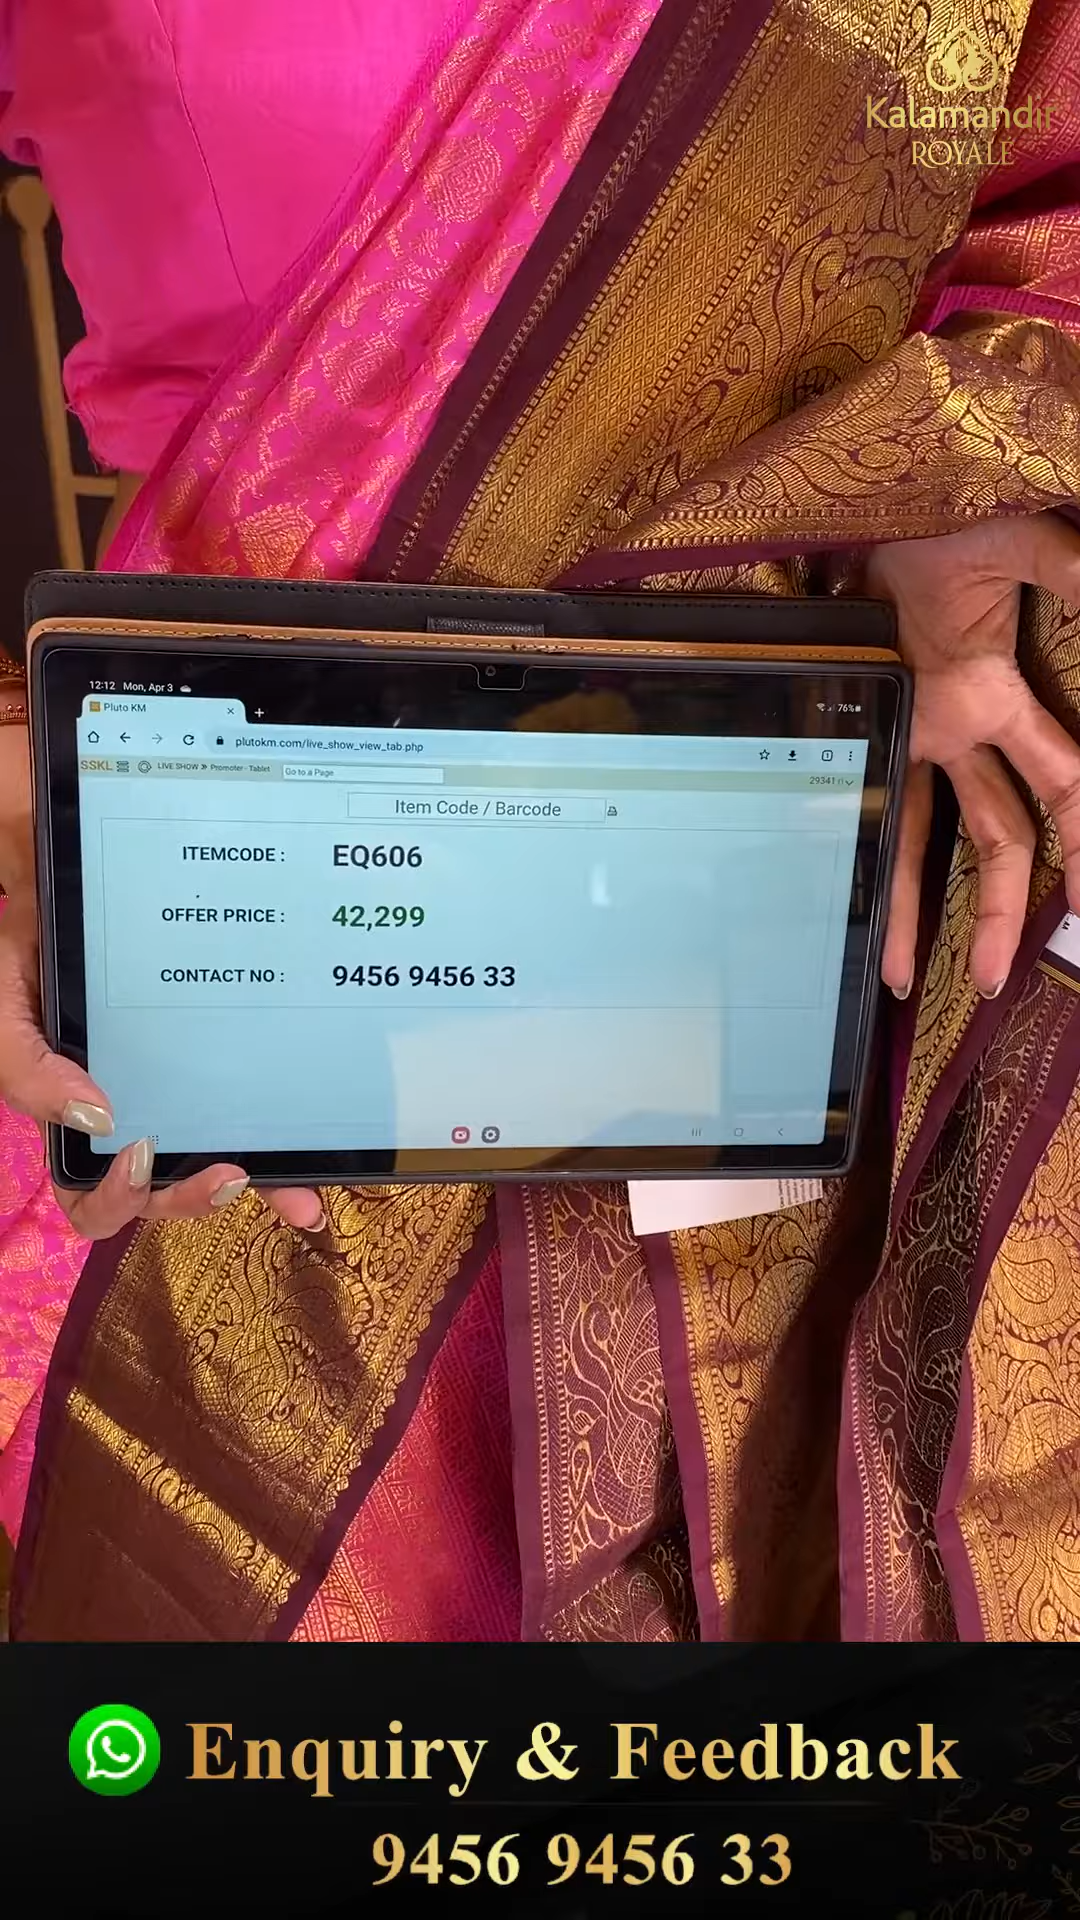 Kalamandir
ROYALE
12:12 Mon, Apr 3
76%
Pluto KM
plutokm.com/live_show_view_tab.php
SSKL
LIVE SHOW » Promoter - Tablet
Go to a Page
29341
Item Code / Barcode
ITEMCODE : EQ606
OFFER PRICE : 42,299
CONTACT NO : 9456 9456 33
Enquiry & Feedback
9456 9456 33